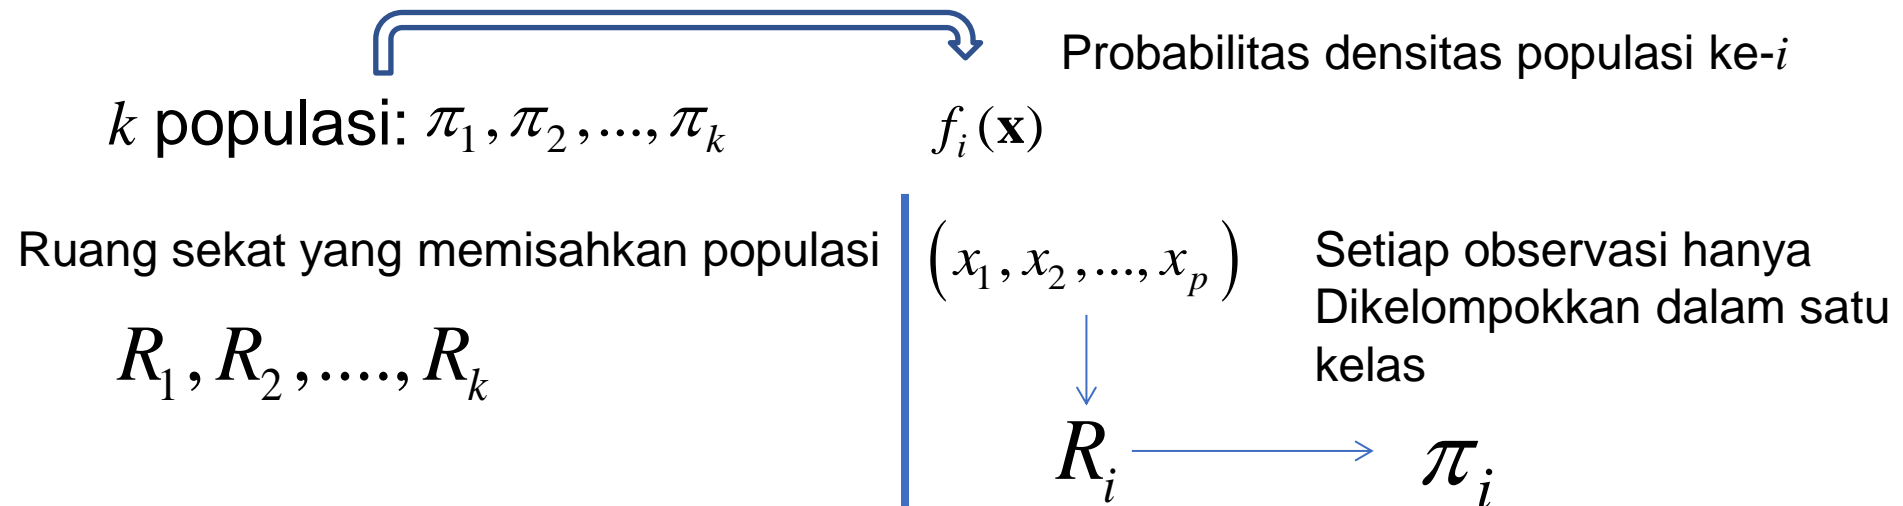 Probabilitas densitas populasi ke-i
k populasi: π₁, π₂, ..., πₖ
fᵢ(𝐱)
Ruang sekat yang memisahkan populasi
R₁, R₂, ...., Rₖ
(x₁, x₂, ..., xₚ)
Setiap observasi hanya
Dikelompokkan dalam satu
kelas
Rᵢ
πᵢ